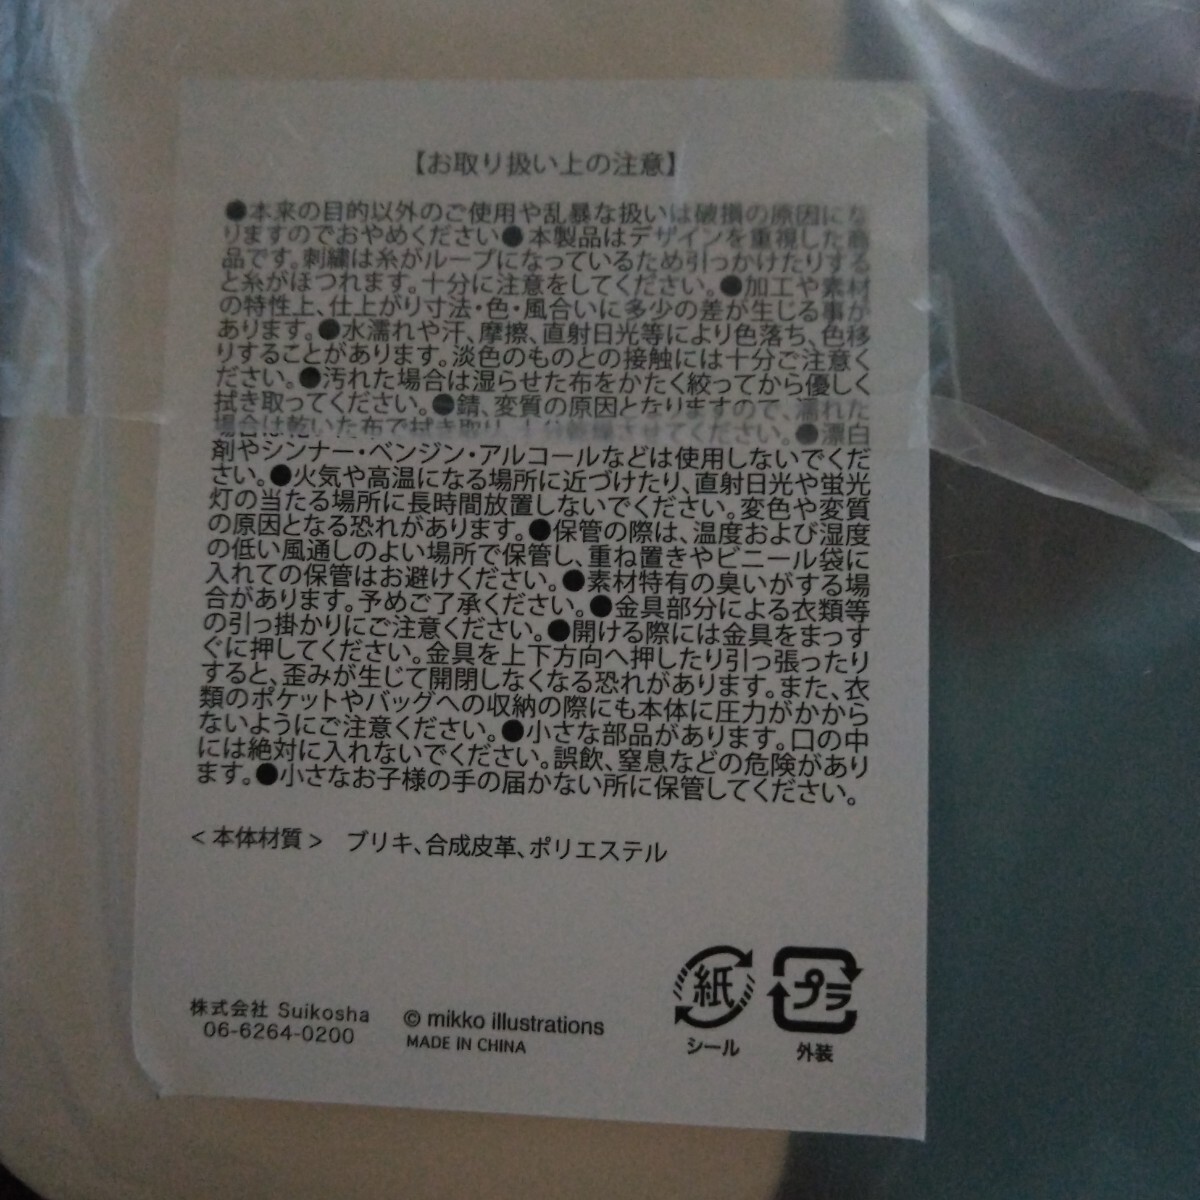 【お取り扱い上の注意】
●本来の目的以外のご使用や乱暴な扱いは破損の原因にな
りますのでおやめください●本製品はデザインを重視した商
品です。刺繍は糸がループになっているため引っかけたりする
と糸がほつれます。十分に注意をしてください。●加工や素材
の特性上、仕上がり寸法・色・風合いに多少の差が生じる事が
あります。●水濡れや汗、摩擦、直射日光等により色落ち、色移
りすることがあります。淡色のものとの接触には十分ご注意く
ださい。●汚れた場合は湿らせた布をかたく絞ってから優しく
拭き取ってください。●錆、変質の原因となりますので、濡れた
場合は乾いた布で拭き取り、十分乾燥させてください。●漂白
剤やシンナー・ベンジン・アルコールなどは使用しないでくだ
さい。●火気や高温になる場所に近づけたり、直射日光や蛍光
灯の当たる場所に長時間放置しないでください。変色や変質
の原因となる恐れがあります。●保管の際は、温度および湿度
の低い風通しのよい場所で保管し、重ね置きやビニール袋に
入れての保管はお避けください。●素材特有の臭いがする場
合があります。予めご了承ください。●金具部分による衣類等
の引っ掛かりにご注意ください。●開ける際には金具をまっす
ぐに押してください。金具を上下方向へ押したり引っ張ったり
すると、歪みが生じて開閉しなくなる恐れがあります。また、衣
類のポケットやバッグへの収納の際にも本体に圧力がかから
ないようにご注意ください。●小さな部品があります。口の中
には絶対に入れないでください。誤飲、窒息などの危険があり
ます。●小さなお子様の手の届かない所に保管してください。
<本体材質> ブリキ、合成皮革、ポリエステル
株式会社 Suikosha
06-6264-0200
© mikko illustrations
MADE IN CHINA
紙
シール
プラ
外装